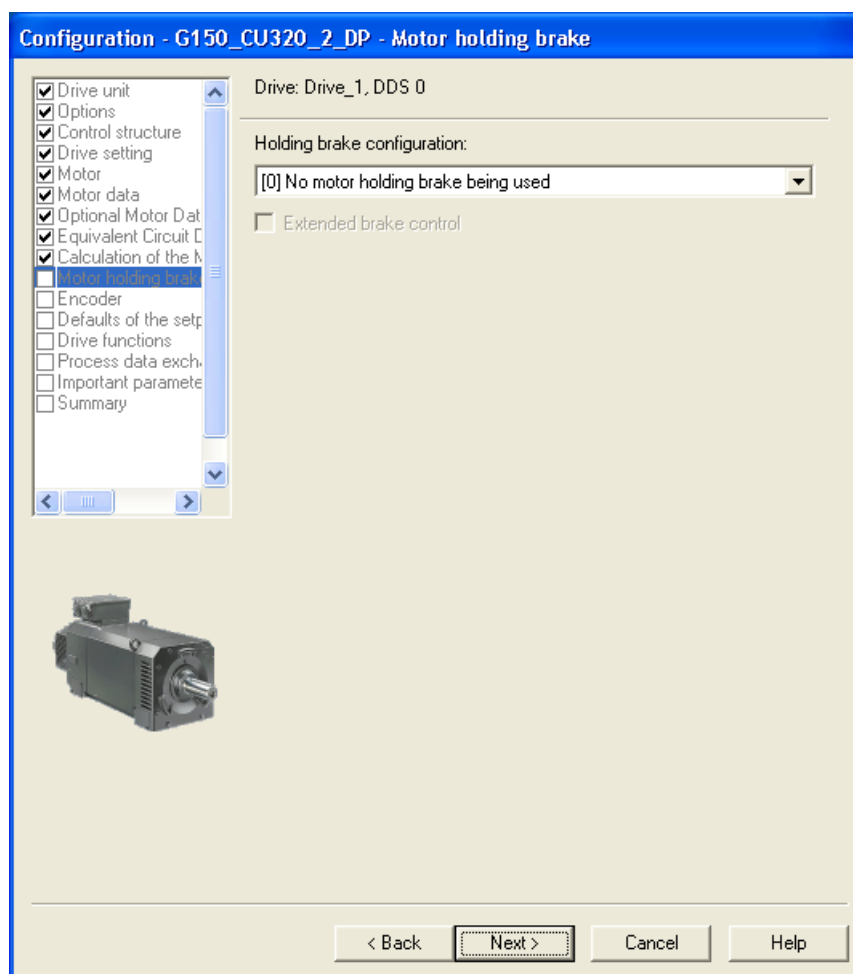 Configuration - G150_CU320_2_DP - Motor holding brake
Drive unit
Options
Control structure
Drive setting
Motor
Motor data
Optional Motor Dat
Equivalent Circuit D
Calculation of the M
Motor holding brake
Encoder
Defaults of the setp
Drive functions
Process data exch
Important paramete
Summary
Drive: Drive_1, DDS 0
Holding brake configuration:
[0] No motor holding brake being used
Extended brake control
< Back
Next >
Cancel
Help